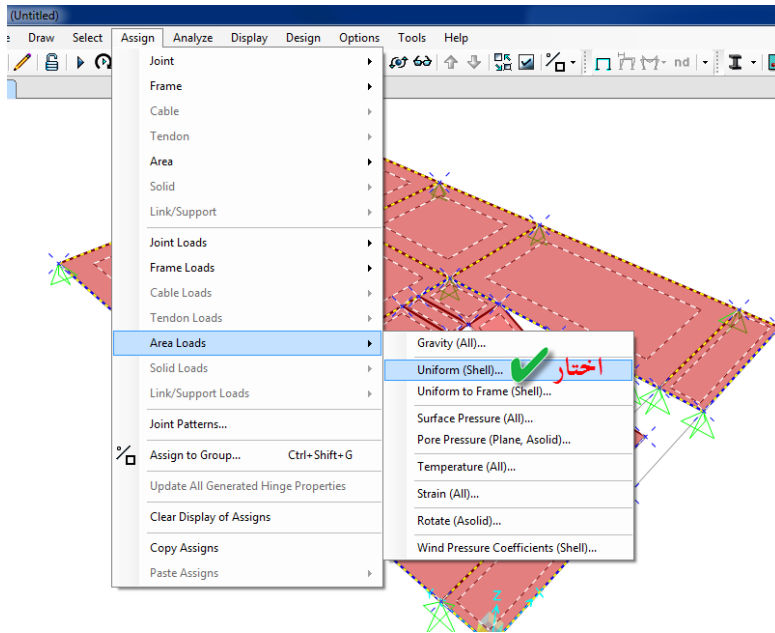 (Untitled)
Draw Select Assign Analyze Display Design Options Tools Help
nd
Joint
Frame
Cable
Tendon
Area
Solid
Link/Support
Joint Loads
Frame Loads
Cable Loads
Tendon Loads
Area Loads
Solid Loads
Link/Support Loads
Joint Patterns...
Assign to Group... Ctrl+Shift+G
Update All Generated Hinge Properties
Clear Display of Assigns
Copy Assigns
Paste Assigns
Gravity (All)...
Uniform (Shell)... اختار
Uniform to Frame (Shell)...
Surface Pressure (All)...
Pore Pressure (Plane, Asolid)...
Temperature (All)...
Strain (All)...
Rotate (Asolid)...
Wind Pressure Coefficients (Shell)...
Z